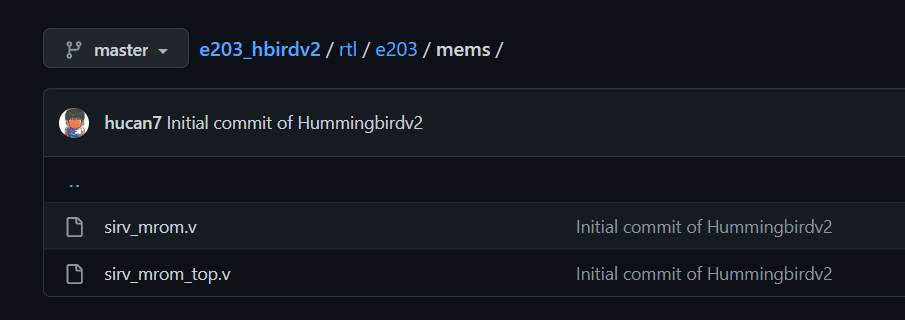 master e203_hbirdv2 / rtl / e203 / mems /
hucan7 Initial commit of Hummingbirdv2
..
sirv_mrom.v Initial commit of Hummingbirdv2
sirv_mrom_top.v Initial commit of Hummingbirdv2